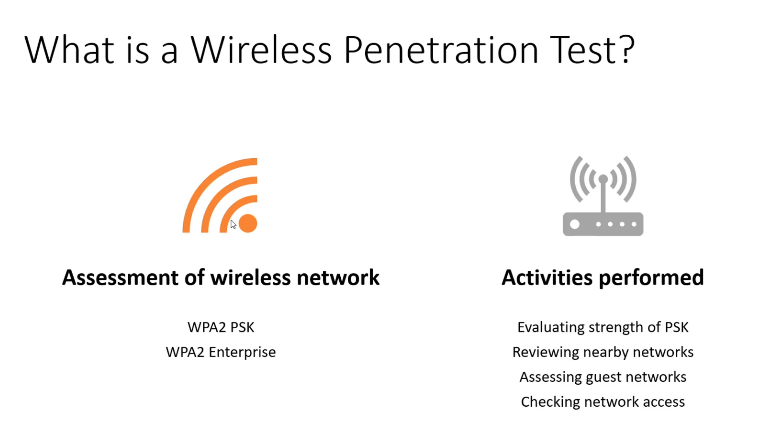 What is a Wireless Penetration Test?
Assessment of wireless network
WPA2 PSK
WPA2 Enterprise
Activities performed
Evaluating strength of PSK
Reviewing nearby networks
Assessing guest networks
Checking network access